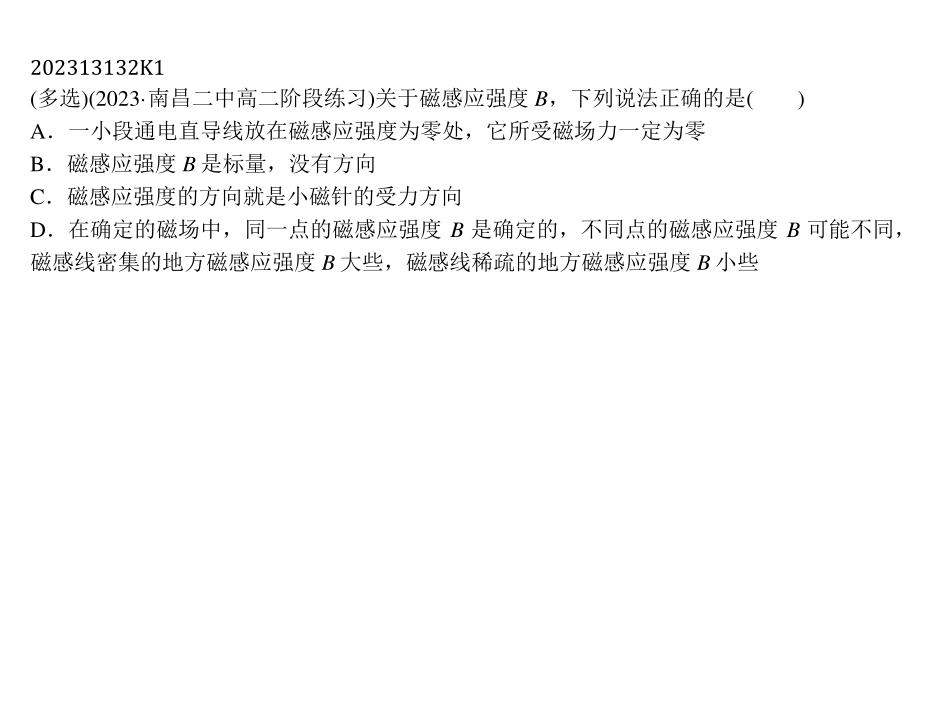 202313132K1
(多选)(2023·南昌二中高二阶段练习)关于磁感应强度 B，下列说法正确的是(　　)
A．一小段通电直导线放在磁感应强度为零处，它所受磁场力一定为零
B．磁感应强度 B 是标量，没有方向
C．磁感应强度的方向就是小磁针的受力方向
D．在确定的磁场中，同一点的磁感应强度 B 是确定的，不同点的磁感应强度 B 可能不同，
磁感线密集的地方磁感应强度 B 大些，磁感线稀疏的地方磁感应强度 B 小些